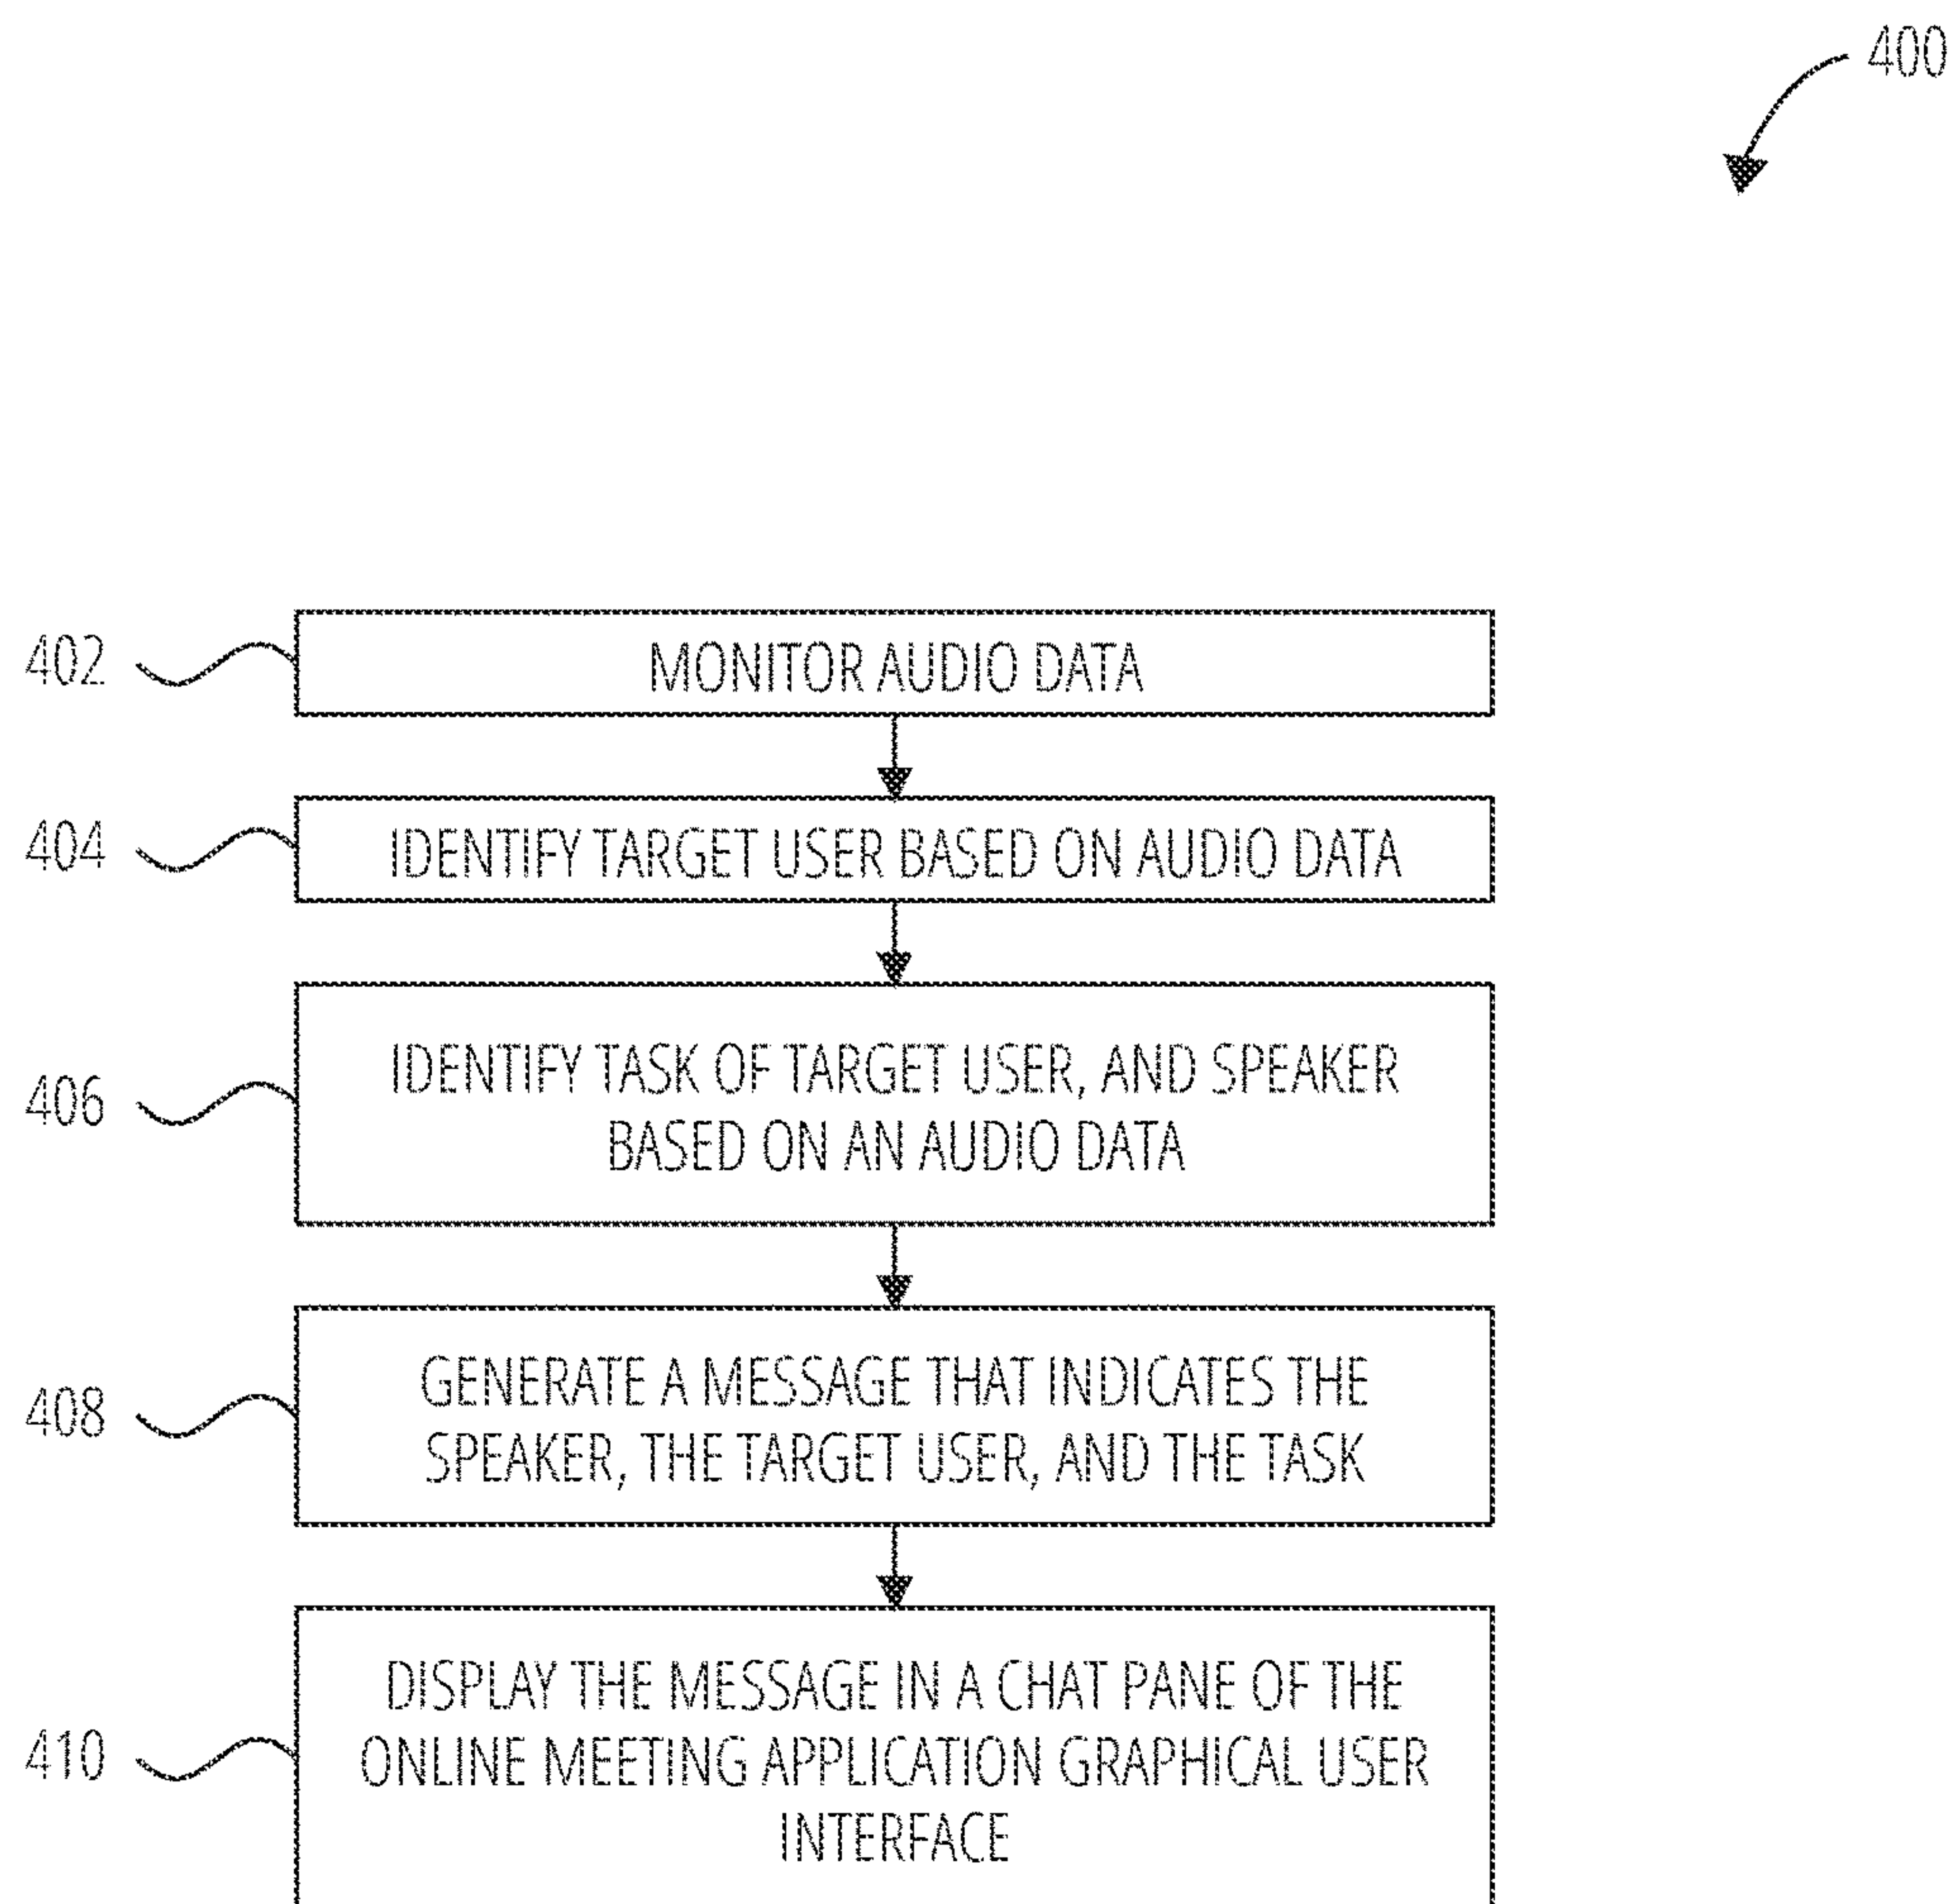 400
402
MONITOR AUDIO DATA
404
IDENTIFY TARGET USER BASED ON AUDIO DATA
406
IDENTIFY TASK OF TARGET USER, AND SPEAKER
BASED ON AN AUDIO DATA
408
GENERATE A MESSAGE THAT INDICATES THE
SPEAKER, THE TARGET USER, AND THE TASK
410
DISPLAY THE MESSAGE IN A CHAT PANE OF THE
ONLINE MEETING APPLICATION GRAPHICAL USER
INTERFACE